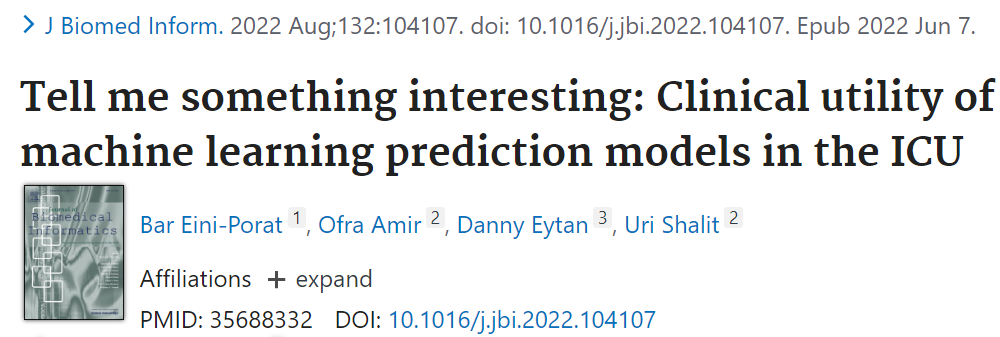 J Biomed Inform. 2022 Aug;132:104107. doi: 10.1016/j.jbi.2022.104107. Epub 2022 Jun 7.
Tell me something interesting: Clinical utility of
machine learning prediction models in the ICU
Journal of
Biomedical
Informatics
Bar Eini-Porat 1, Ofra Amir 2, Danny Eytan 3, Uri Shalit 2
Affiliations + expand
PMID: 35688332 DOI: 10.1016/j.jbi.2022.104107